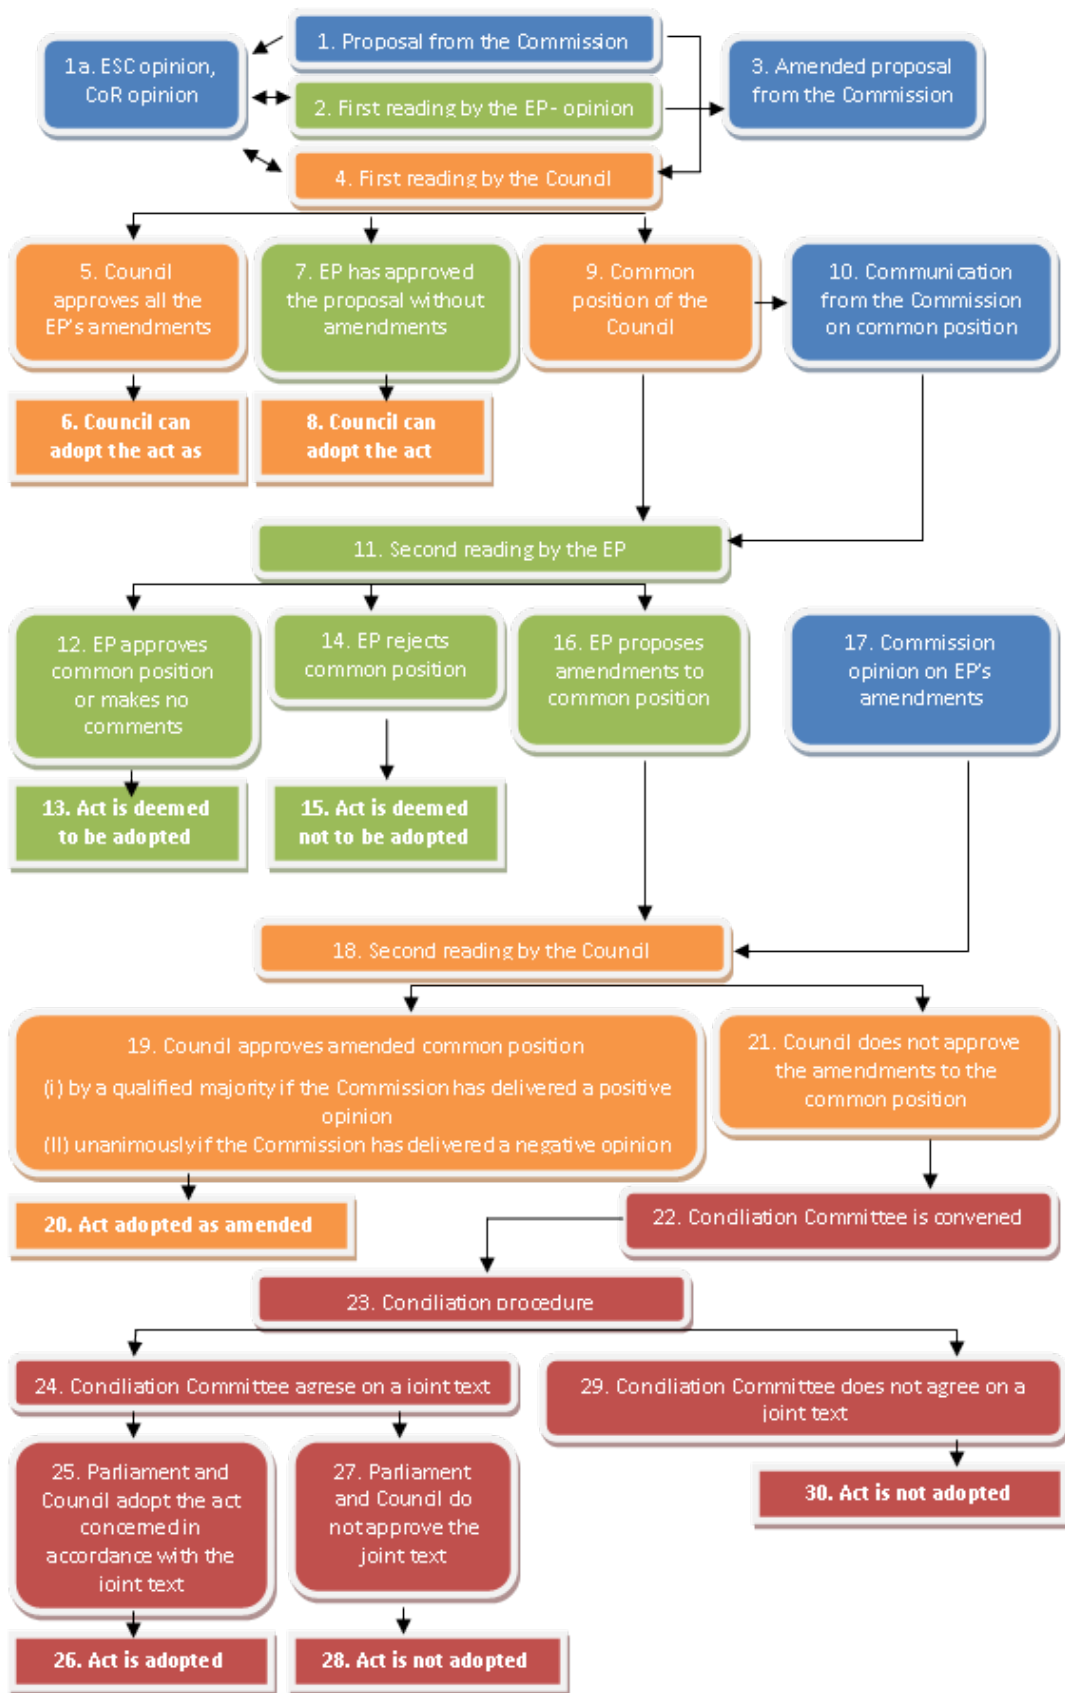 1. Proposal from the Commission
1a. ESC opinion,
CoR opinion
2. First reading by the EP - opinion
3. Amended proposal
from the Commission
4. First reading by the Council
5. Council
approves all the
EP's amendments
7. EP has approved
the proposal without
amendments
9. Common
position of the
Council
10. Communication
from the Commission
on common position
6. Council can
adopt the act as
8. Council can
adopt the act
11. Second reading by the EP
12. EP approves
common position
or makes no
comments
14. EP rejects
common position
16. EP proposes
amendments to
common position
17. Commission
opinion on EP's
amendments
13. Act is deemed
to be adopted
15. Act is deemed
not to be adopted
18. Second reading by the Council
19. Council approves amended common position
(i) by a qualified majority if the Commission has delivered a positive
opinion
(II) unanimously if the Commission has delivered a negative opinion
21. Council does not approve
the amendments to the
common position
20. Act adopted as amended
22. Conciliation Committee is convened
23. Conciliation procedure
24. Conciliation Committee agrese on a joint text
29. Conciliation Committee does not agree on a
joint text
25. Parliament and
Council adopt the act
concerned in
accordance with the
joint text
27. Parliament
and Council do
not approve the
joint text
30. Act is not adopted
26. Act is adopted
28. Act is not adopted